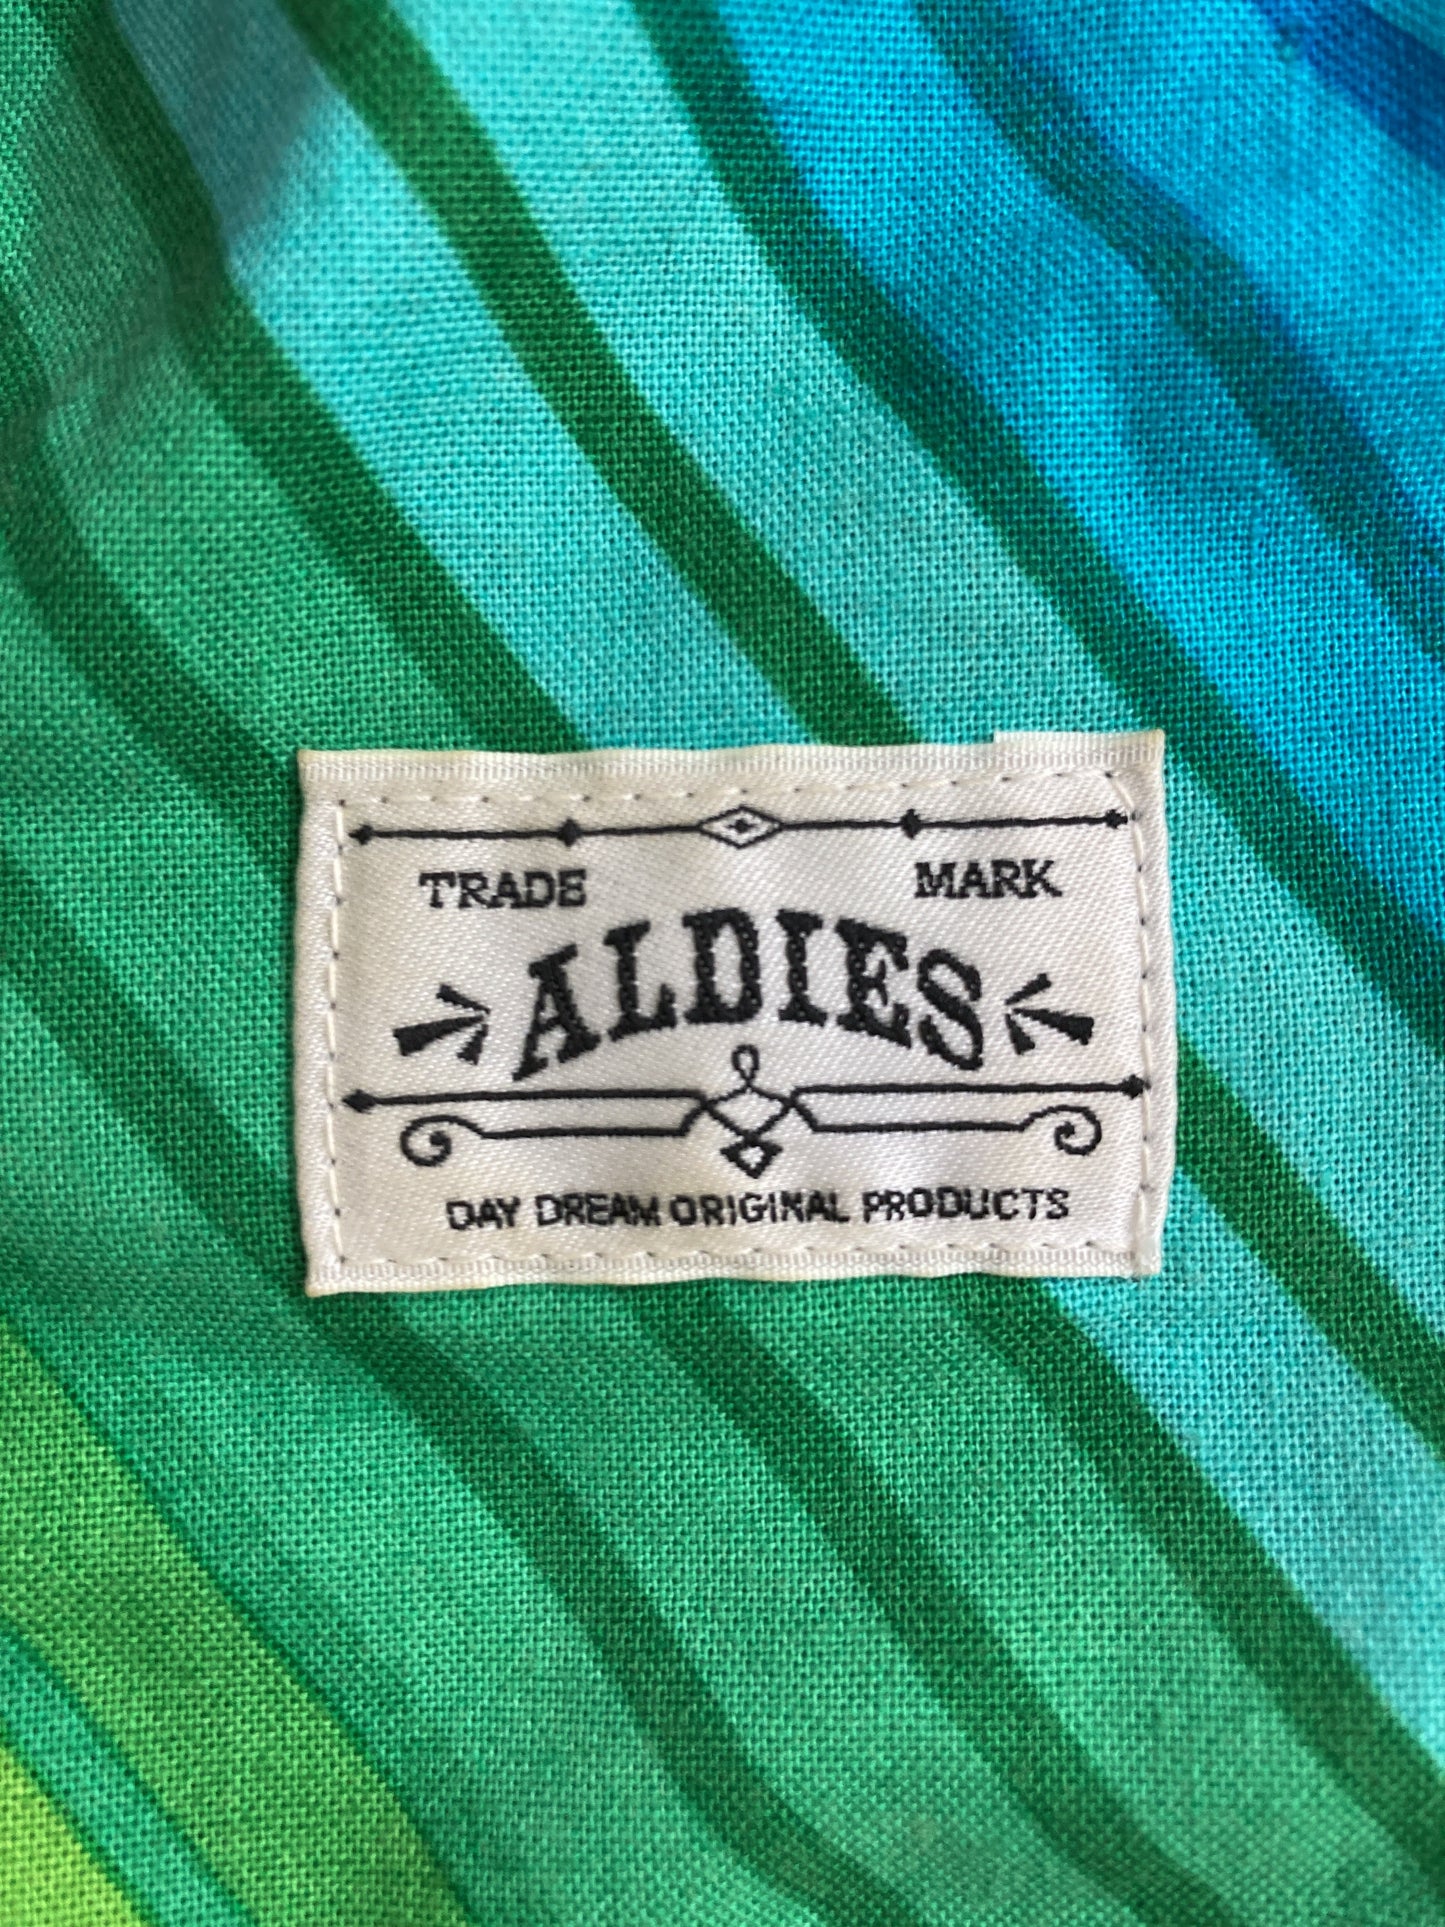 TRADE MARK
ALDIES
DAY DREAM ORIGINAL PRODUCTS